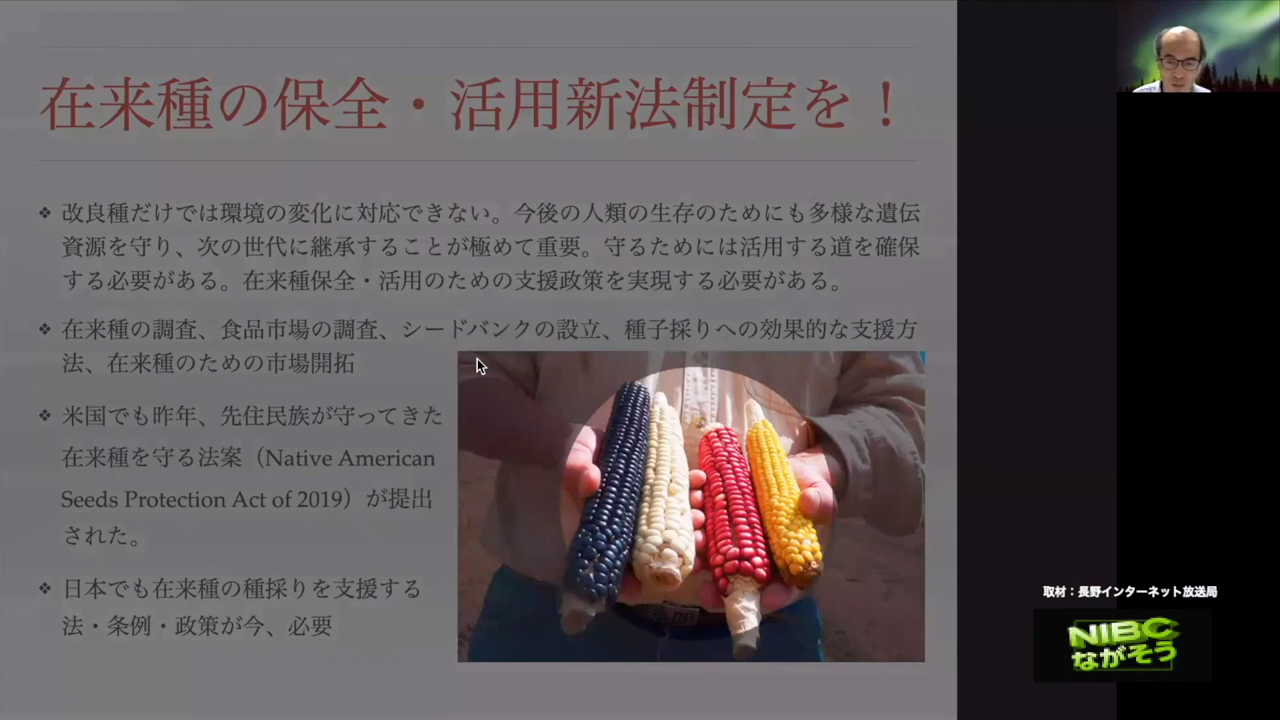 在来種の保全・活用新法制定を！
❖ 改良種だけでは環境の変化に対応できない。今後の人類の生存のためにも多様な遺伝
資源を守り、次の世代に継承することが極めて重要。守るためには活用する道を確保
する必要がある。在来種保全・活用のための支援政策を実現する必要がある。
❖ 在来種の調査、食品市場の調査、シードバンクの設立、種子採りへの効果的な支援方
法、在来種のための市場開拓
❖ 米国でも昨年、先住民族が守ってきた
在来種を守る法案（Native American
Seeds Protection Act of 2019）が提出
された。
❖ 日本でも在来種の種採りを支援する
法・条例・政策が今、必要
取材：長野インターネット放送局
NIBC
ながそう